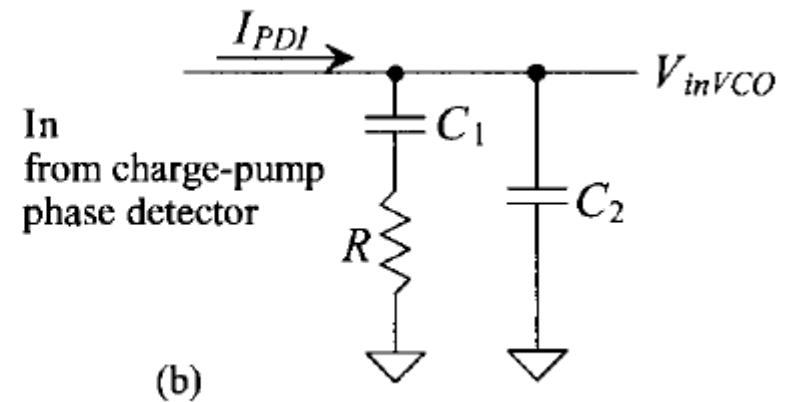 I_PDI
V_inVCO
In
from charge-pump
phase detector
C_1
C_2
R
(b)